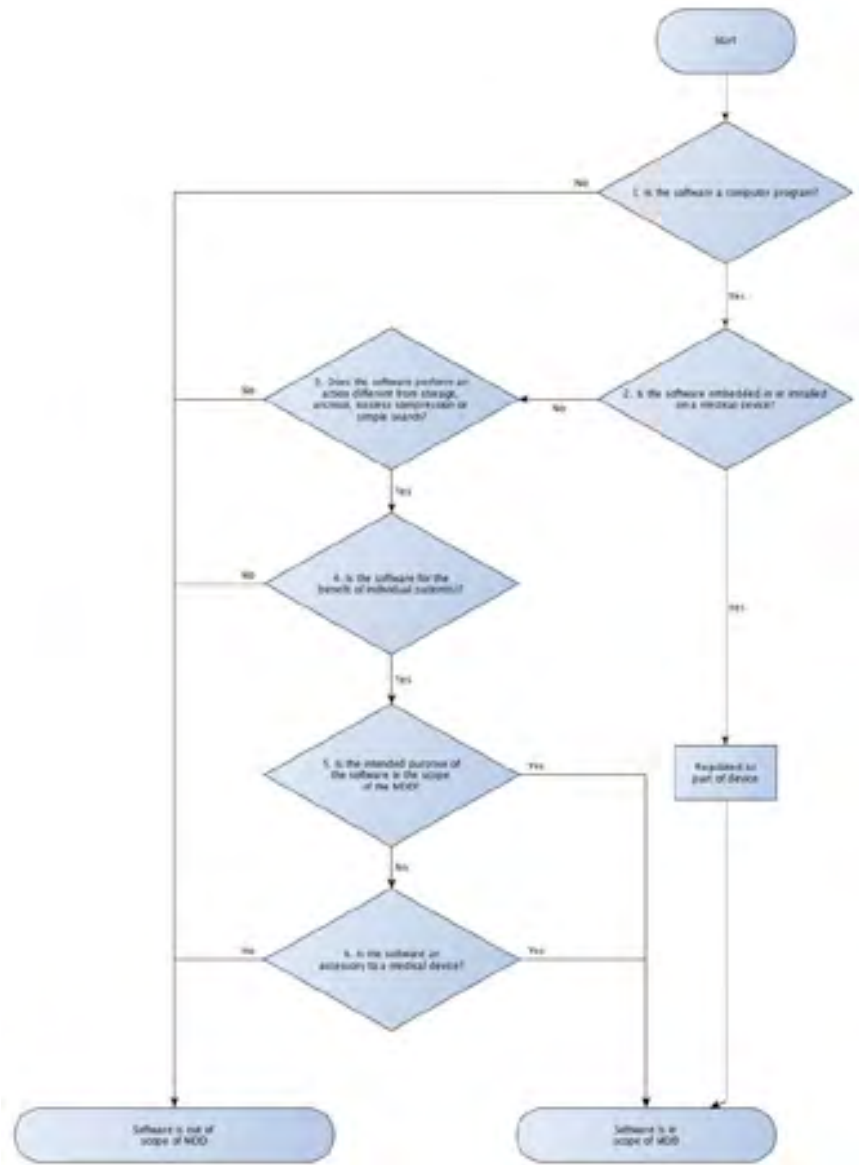 Start
1. Is the software a computer program?
No
Yes
3. Does the software perform an
action different from storage,
archival, lossless compression or
simple search?
No
2. Is the software embedded in or installed
on a medical device?
No
Yes
4. Is the software for the
benefit of individual patient(s)?
No
Yes
Yes
5. Is the intended purpose of
the software in the scope
of the MDD?
Yes
Regulated as
part of device
No
6. Is the software an
accessory to a medical device?
No
Yes
Software is out of
scope of MDD
Software is in
scope of MDD